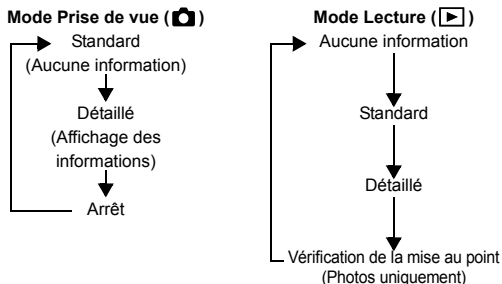 Mode Prise de vue ( )
Standard
(Aucune information)
Détaillé
(Affichage des
informations)
Arrêt
Mode Lecture ( )
Aucune information
Standard
Détaillé
Vérification de la mise au point
(Photos uniquement)